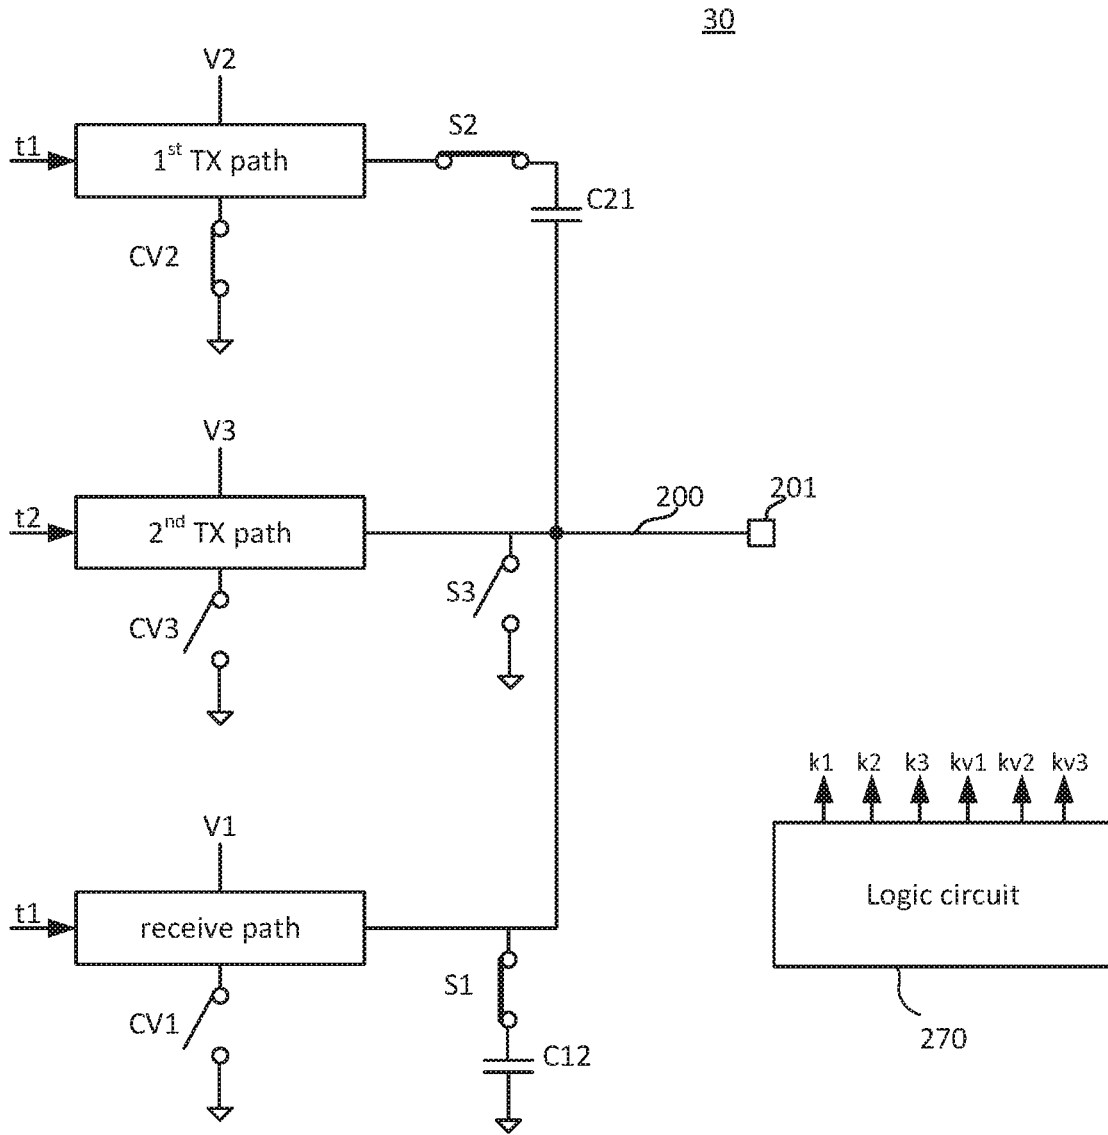 30
V2
t1
1st TX path
S2
C21
CV2
V3
t2
2nd TX path
200
201
S3
CV3
k1 k2 k3 kv1 kv2 kv3
V1
t1
receive path
Logic circuit
S1
CV1
C12
270